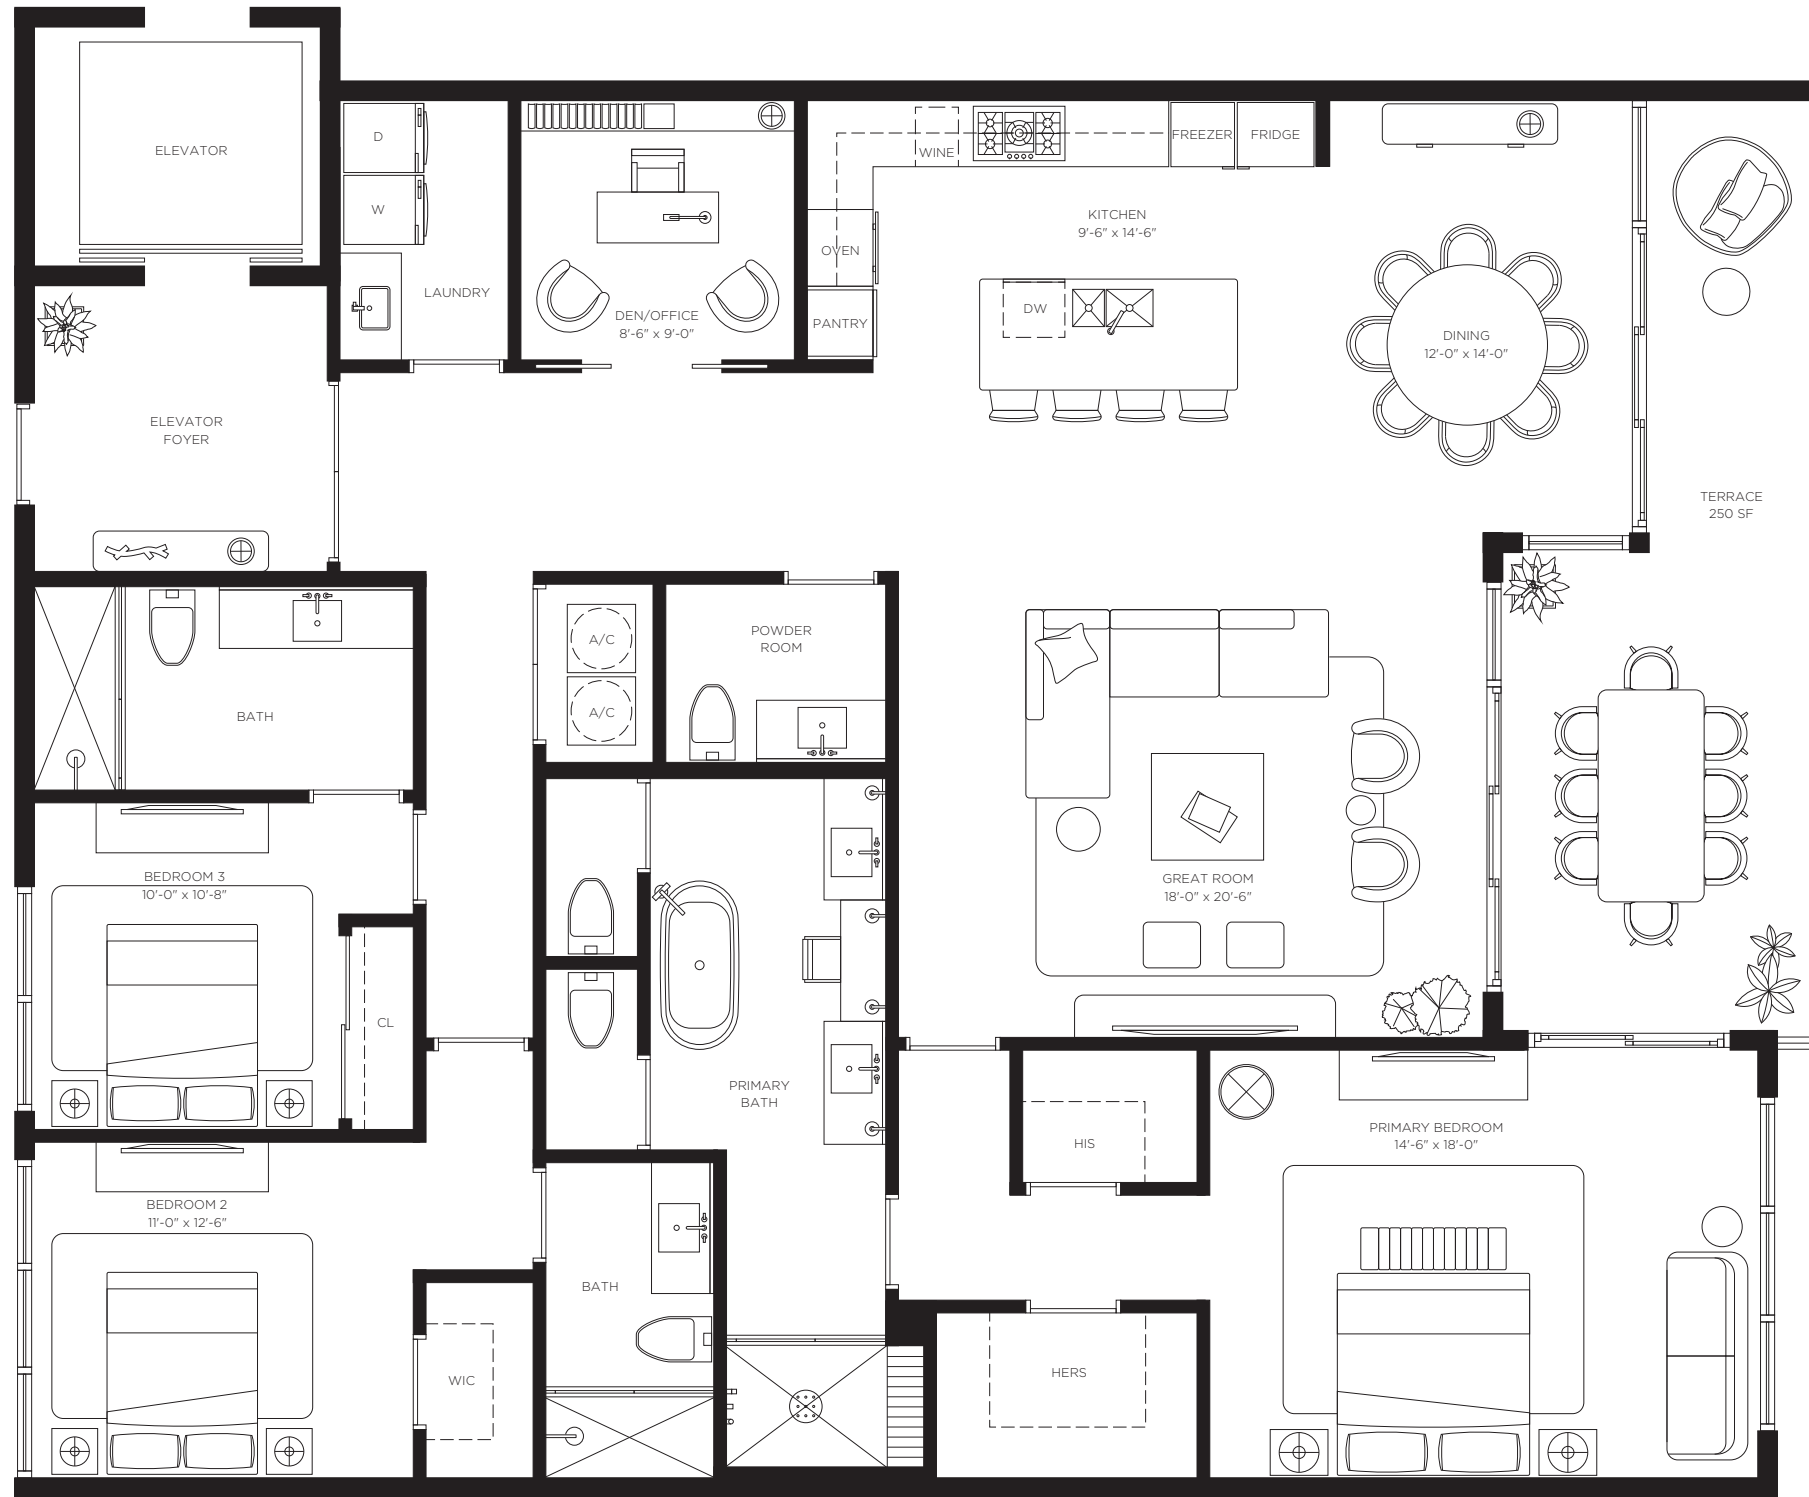 ELEVATOR
D
W
LAUNDRY
DEN/OFFICE
8'-6" x 9'-0"
WINE
FREEZER
FRIDGE
OVEN
PANTRY
KITCHEN
9'-6" x 14'-6"
DW
DINING
12'-0" x 14'-0"
TERRACE
250 SF
ELEVATOR
FOYER
BATH
A/C
A/C
POWDER
ROOM
BEDROOM 3
10'-0" x 10'-8"
CL
GREAT ROOM
18'-0" x 20'-6"
PRIMARY
BATH
HIS
PRIMARY BEDROOM
14'-6" x 18'-0"
BEDROOM 2
11'-0" x 12'-6"
BATH
WIC
HERS